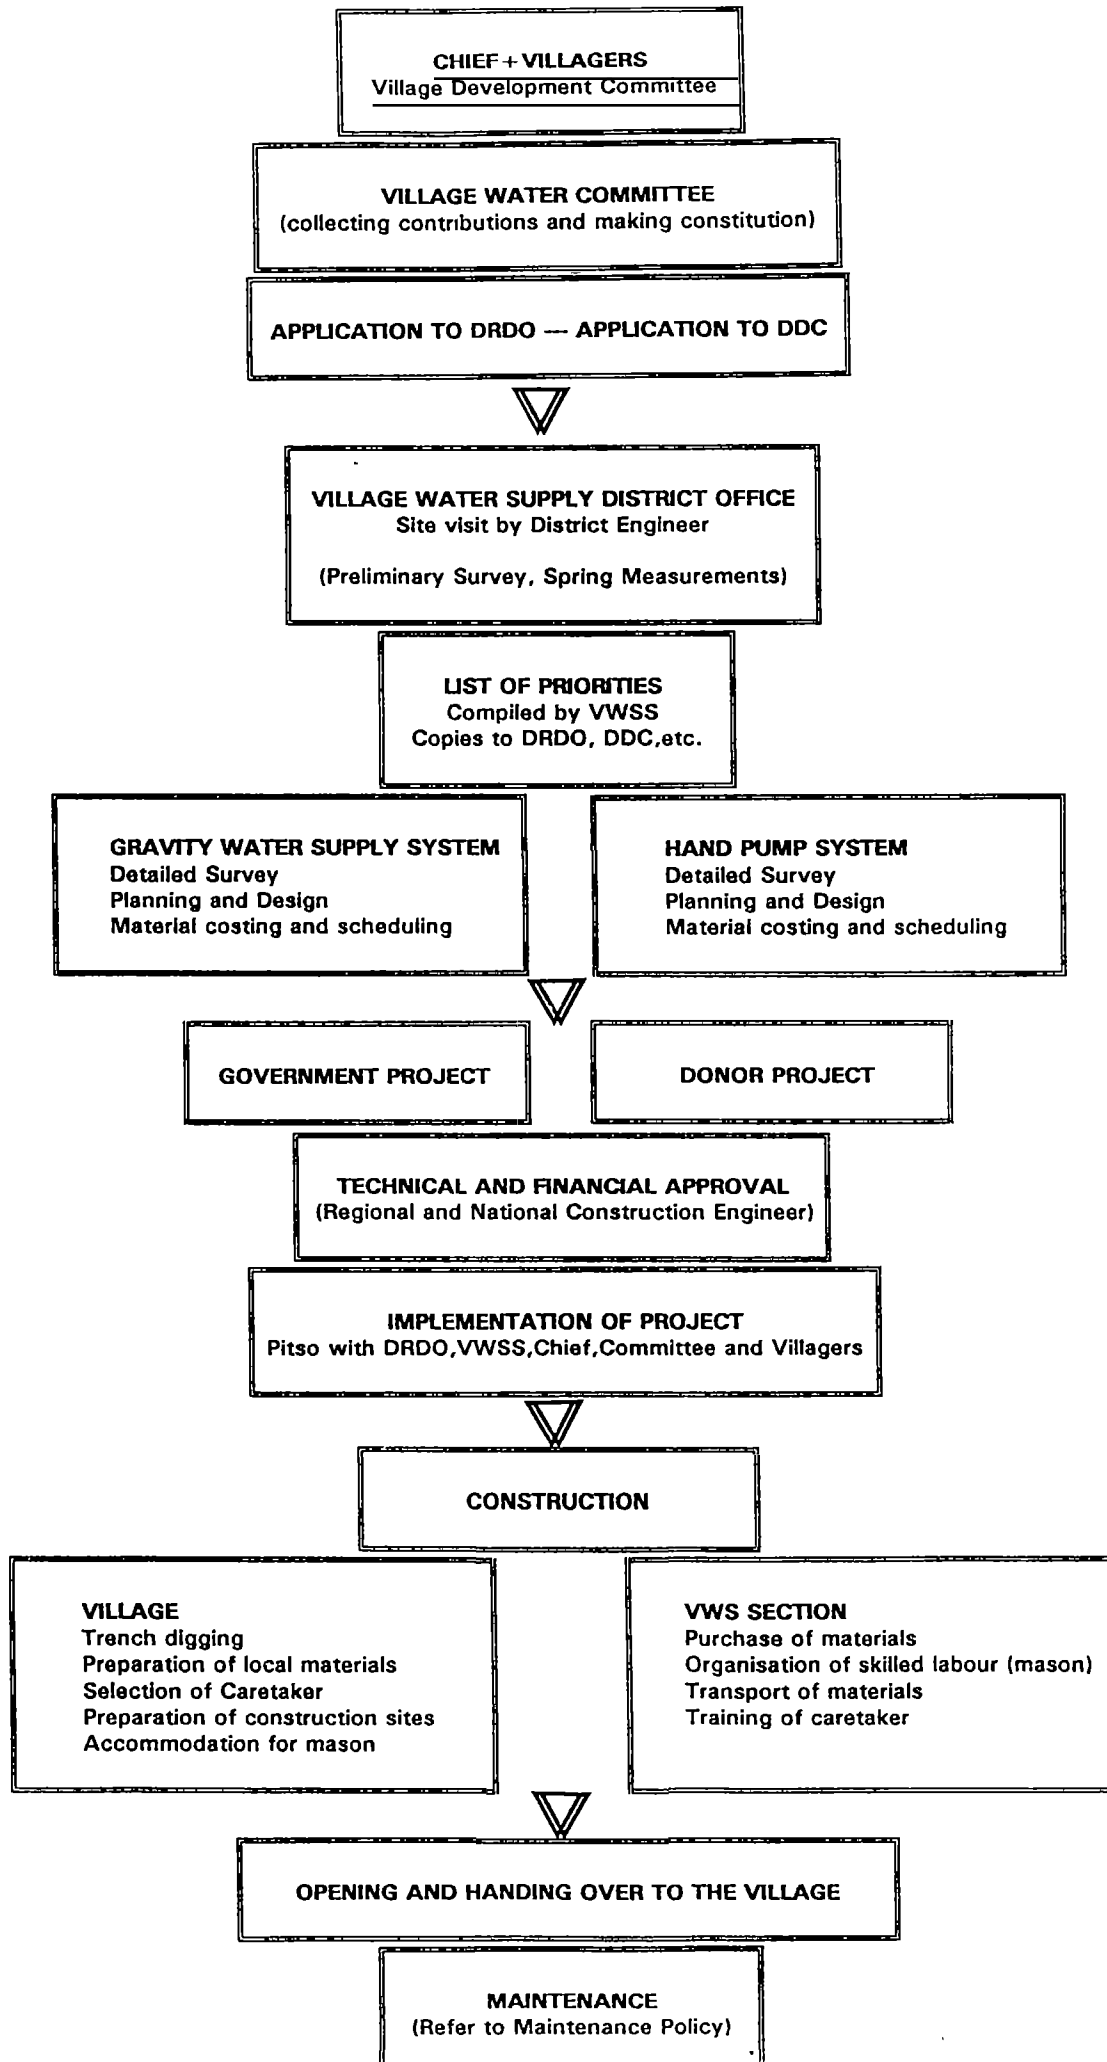 CHIEF+VILLAGERS
Village Development Committee
VILLAGE WATER COMMITTEE
(collecting contributions and making constitution)
APPLICATION TO DRDO — APPLICATION TO DDC
VILLAGE WATER SUPPLY DISTRICT OFFICE
Site visit by District Engineer
(Preliminary Survey, Spring Measurements)
LIST OF PRIORITIES
Compiled by VWSS
Copies to DRDO, DDC,etc.
GRAVITY WATER SUPPLY SYSTEM
Detailed Survey
Planning and Design
Material costing and scheduling
HAND PUMP SYSTEM
Detailed Survey
Planning and Design
Material costing and scheduling
GOVERNMENT PROJECT
DONOR PROJECT
TECHNICAL AND FINANCIAL APPROVAL
(Regional and National Construction Engineer)
IMPLEMENTATION OF PROJECT
Pitso with DRDO,VWSS,Chief,Committee and Villagers
CONSTRUCTION
VILLAGE
Trench digging
Preparation of local materials
Selection of Caretaker
Preparation of construction sites
Accommodation for mason
VWS SECTION
Purchase of materials
Organisation of skilled labour (mason)
Transport of materials
Training of caretaker
OPENING AND HANDING OVER TO THE VILLAGE
MAINTENANCE
(Refer to Maintenance Policy)